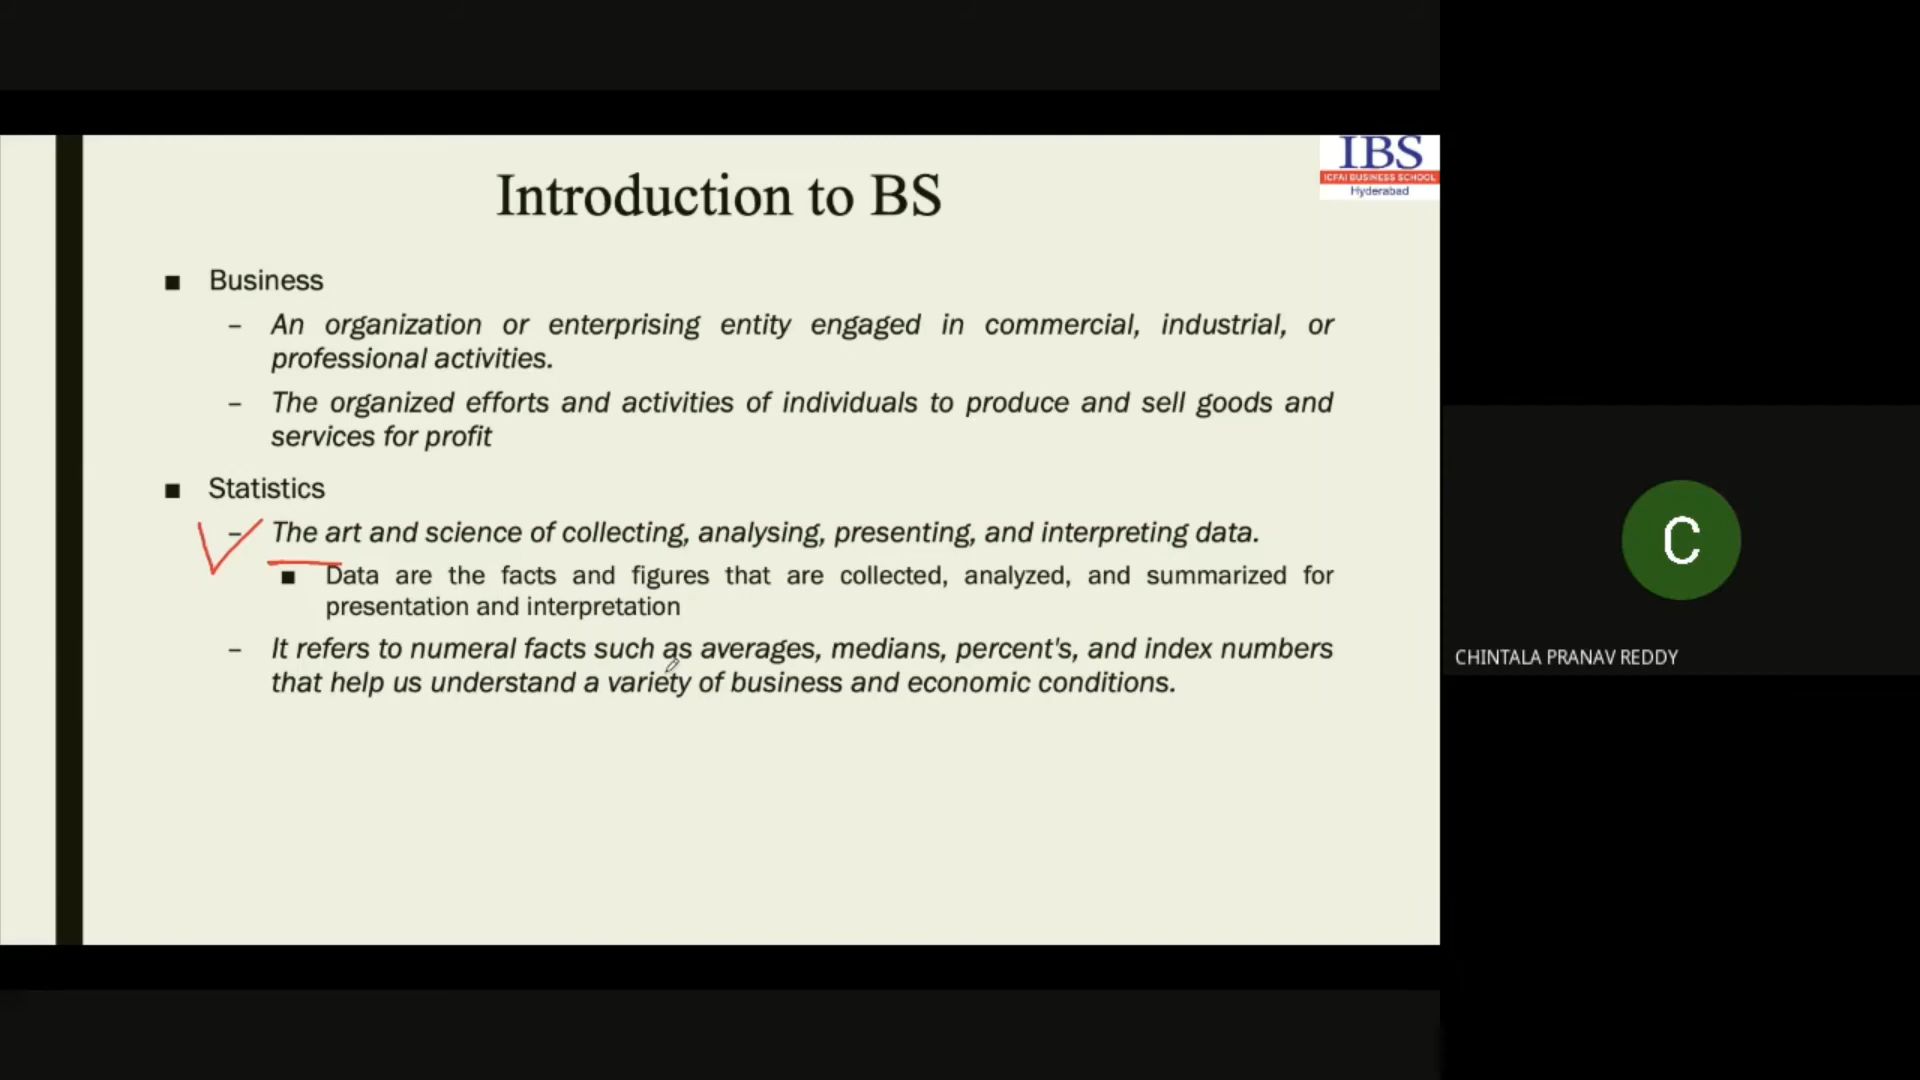 IBS
ICFAI BUSINESS SCHOOL
Hyderabad
Introduction to BS
■ Business
– An organization or enterprising entity engaged in commercial, industrial, or
professional activities.
– The organized efforts and activities of individuals to produce and sell goods and
services for profit
■ Statistics
– The art and science of collecting, analysing, presenting, and interpreting data.
■ Data are the facts and figures that are collected, analyzed, and summarized for
presentation and interpretation
– It refers to numeral facts such as averages, medians, percent's, and index numbers
that help us understand a variety of business and economic conditions.
C
CHINTALA PRANAV REDDY